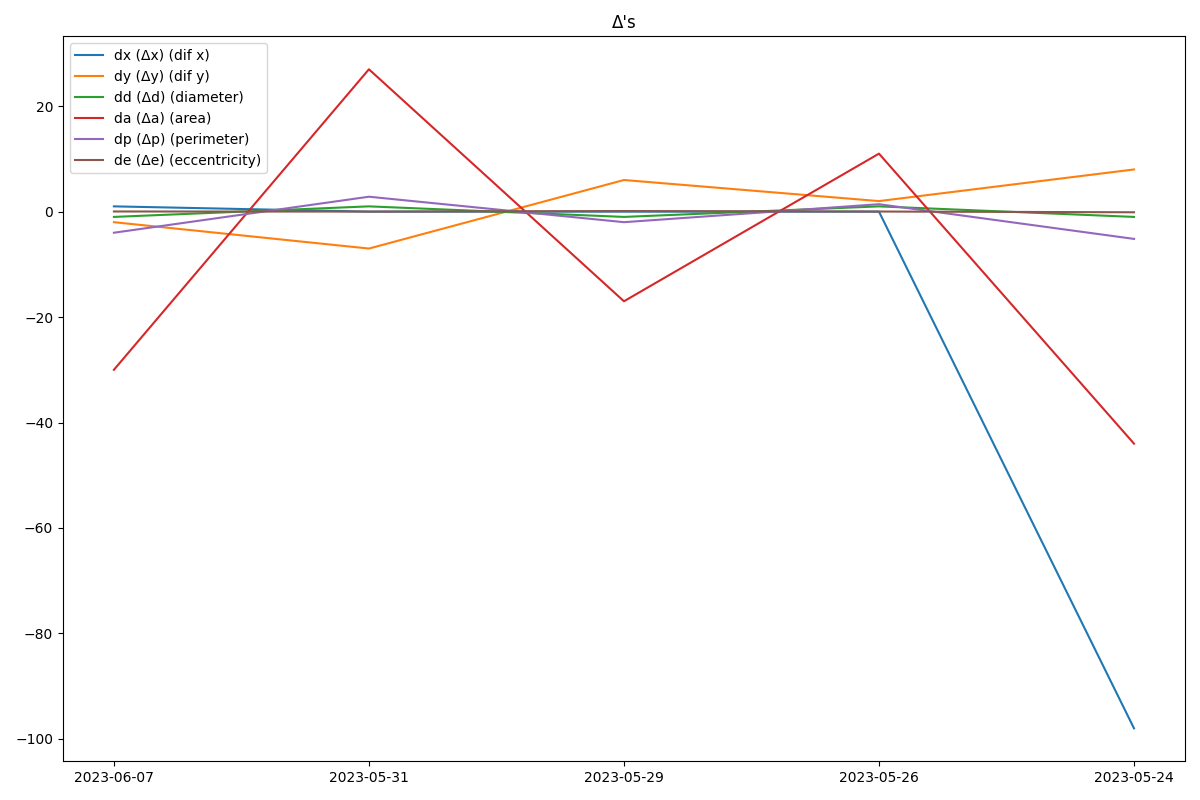 Δ's
dx (Δx) (dif x)
dy (Δy) (dif y)
dd (Δd) (diameter)
da (Δa) (area)
dp (Δp) (perimeter)
de (Δe) (eccentricity)
20
0
−20
−40
−60
−80
−100
2023-06-07 2023-05-31 2023-05-29 2023-05-26 2023-05-24